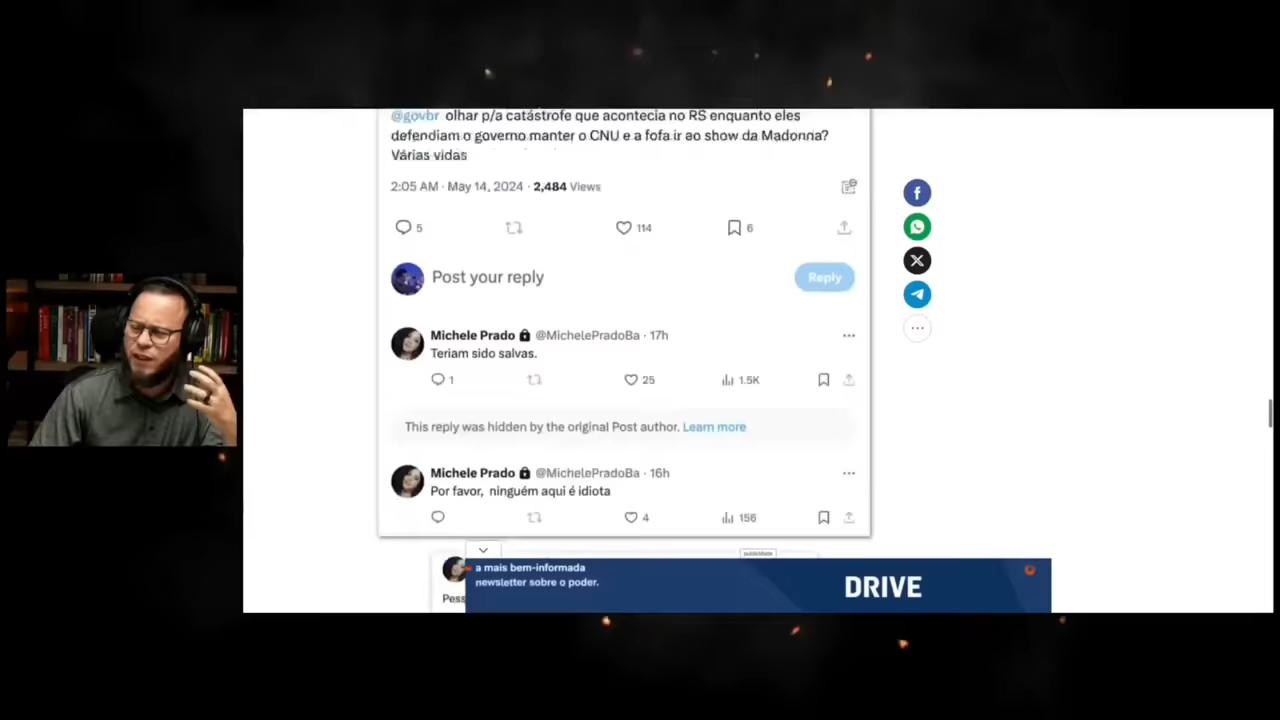 @govbr olhar p/a catástrofe que acontecia no RS enquanto eles
defendiam o governo manter o CNU e a fofa ir ao show da Madonna?
Várias vidas
2:05 AM · May 14, 2024 · 2,484 Views
5 114 6
Post your reply Reply
Michele Prado @MichelePradoBa · 17h
Teriam sido salvas.
1 25 1.5K
This reply was hidden by the original Post author. Learn more
Michele Prado @MichelePradoBa · 16h
Por favor, ninguém aqui é idiota
4 156
publicidade
a mais bem-informada
newsletter sobre o poder.
DRIVE
Pess